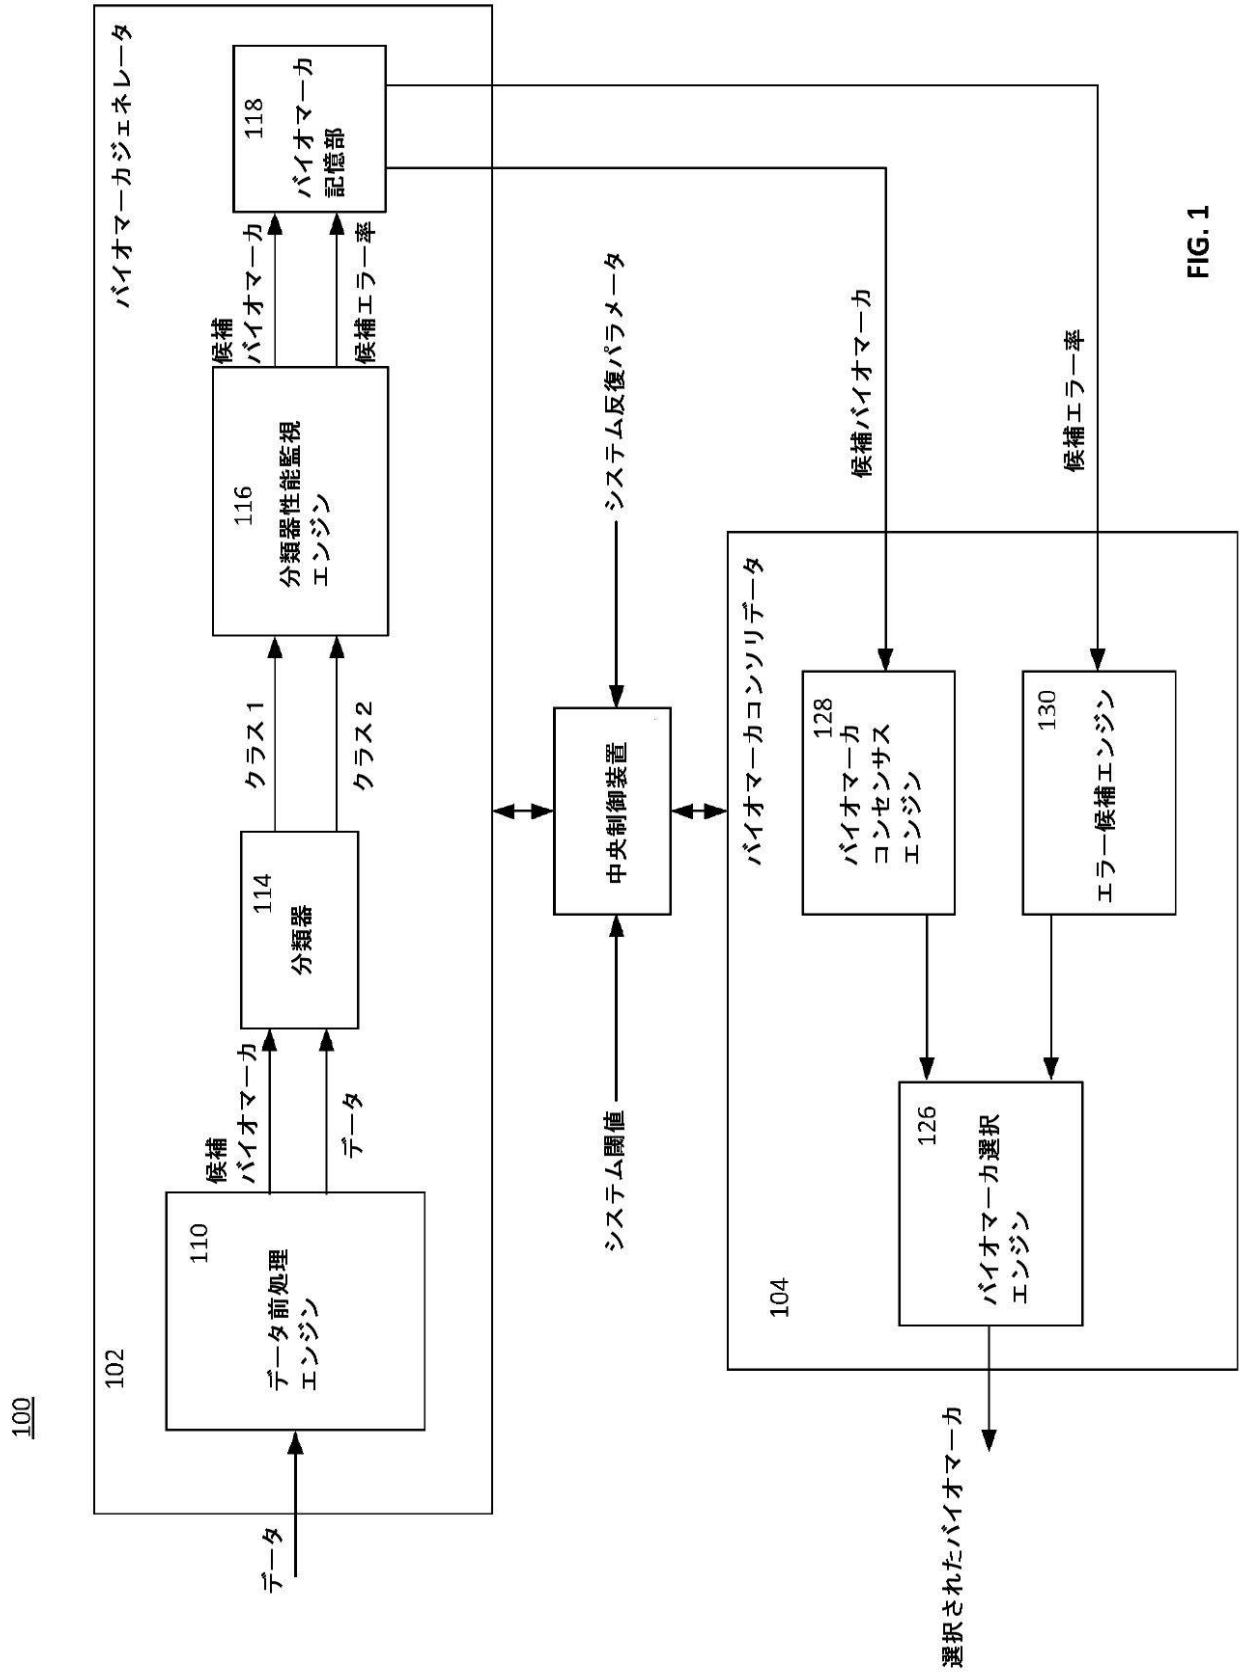 100
バイオマーカジェネレータ
102
データ
110
データ前処理
エンジン
候補
バイオマーカ
データ
114
分類器
クラス1
クラス2
116
分類器性能監視
エンジン
候補
バイオマーカ
候補エラー率
118
バイオマーカ
記憶部
システム閾値
中央制御装置
システム反復パラメータ
バイオマーカコンソリデータ
104
候補バイオマーカ
候補エラー率
128
バイオマーカ
コンセンサス
エンジン
130
エラー候補エンジン
126
バイオマーカ選択
エンジン
選択されたバイオマーカ
FIG. 1